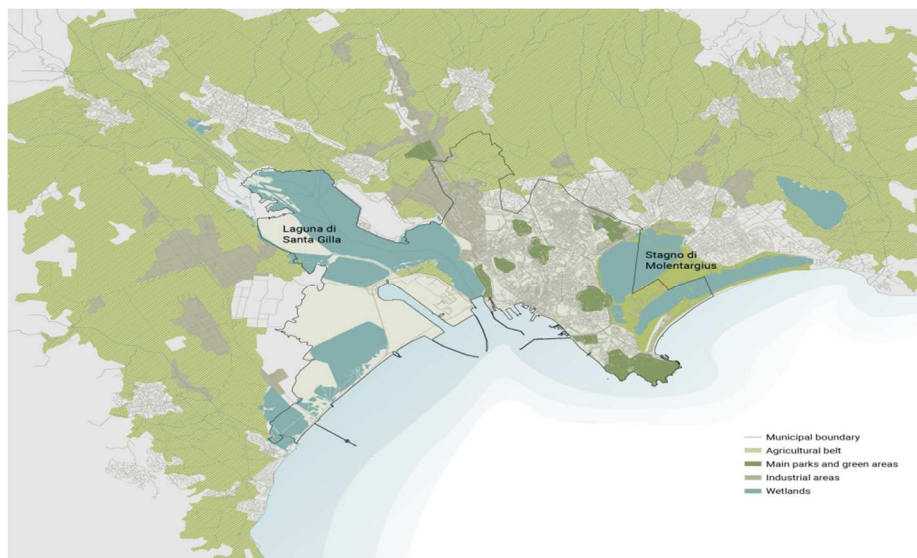 Laguna di
Santa Gilla
Stagno di
Molentargius
Municipal boundary
Agricultural belt
Main parks and green areas
Industrial areas
Wetlands